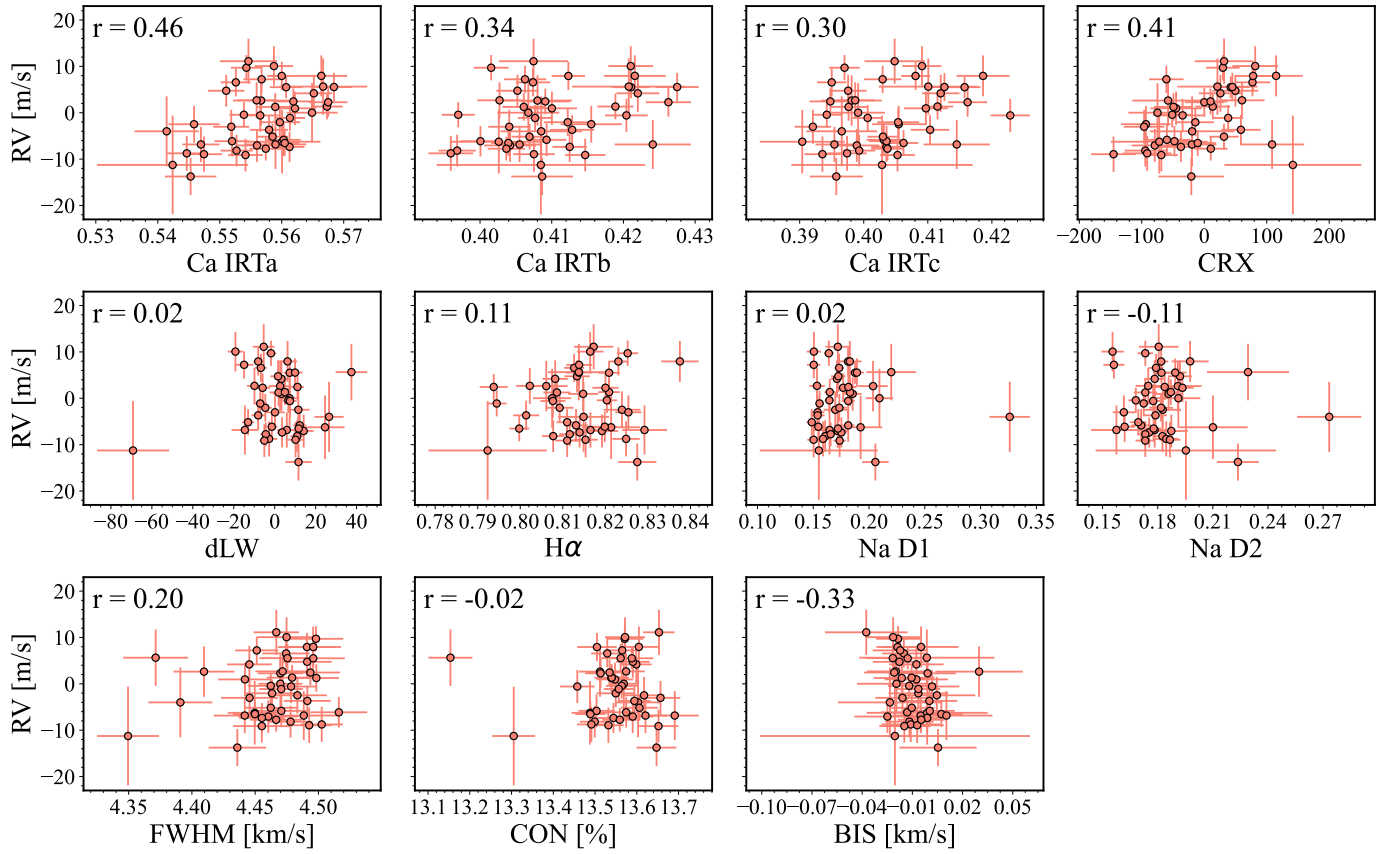 r = 0.46
r = 0.34
r = 0.30
r = 0.41
RV [m/s]
20
10
0
−10
−20
0.53 0.54 0.55 0.56 0.57
0.40 0.41 0.42 0.43
0.39 0.40 0.41 0.42
−200 −100 0 100 200
Ca IRTa
Ca IRTb
Ca IRTc
CRX
r = 0.02
r = 0.11
r = 0.02
r = -0.11
RV [m/s]
20
10
0
−10
−20
−80 −60 −40 −20 0 20 40
0.78 0.79 0.80 0.81 0.82 0.83 0.84
0.10 0.15 0.20 0.25 0.30 0.35
0.15 0.18 0.21 0.24 0.27
dLW
Hα
Na D1
Na D2
r = 0.20
r = -0.02
r = -0.33
RV [m/s]
20
10
0
−10
−20
4.35 4.40 4.45 4.50
13.1 13.2 13.3 13.4 13.5 13.6 13.7
−0.10 −0.07 −0.04 −0.01 0.02 0.05
FWHM [km/s]
CON [%]
BIS [km/s]